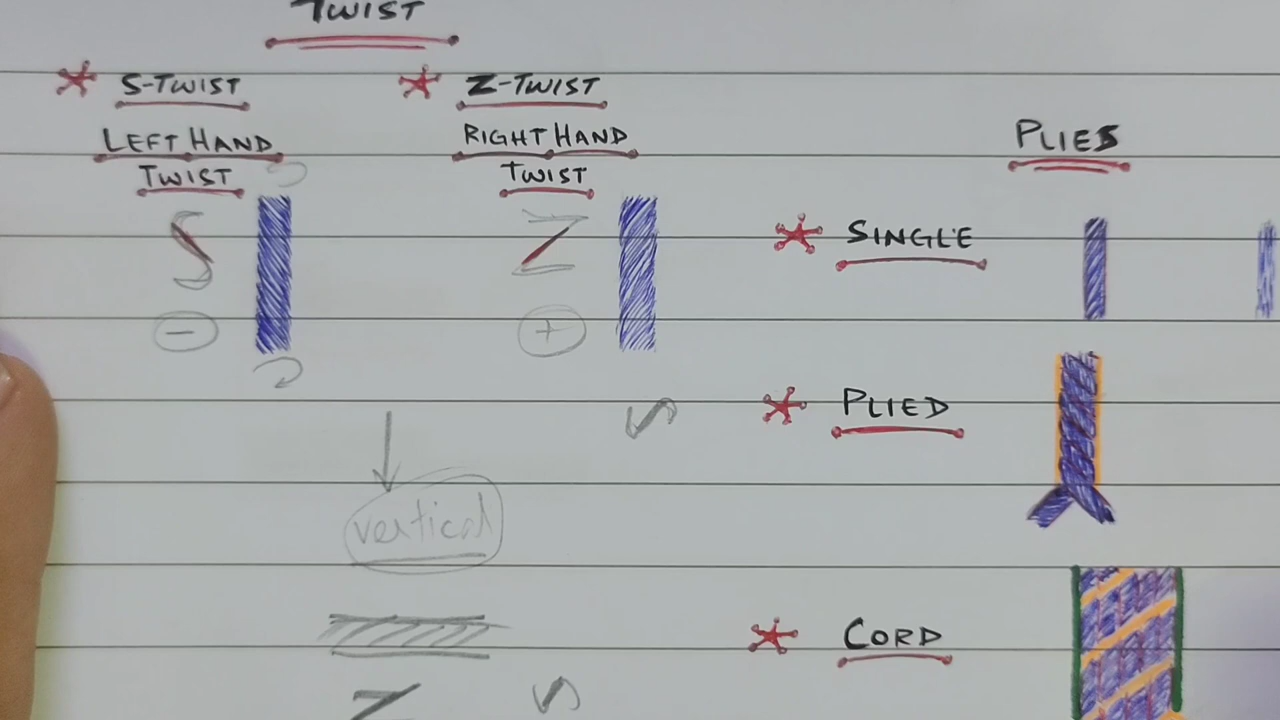 TWIST
S-TWIST
LEFT HAND
TWIST
S
-
Z-TWIST
RIGHT HAND
TWIST
Z
+
S
vertical
Z
S
PLIES
SINGLE
PLIED
CORD